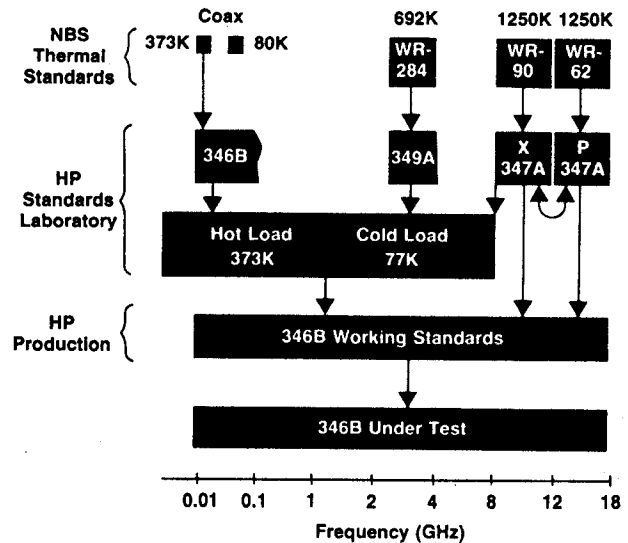 Coax
692K
1250K
1250K
NBS
Thermal
Standards
373K
80K
WR-
284
WR-
90
WR-
62
HP
Standards
Laboratory
346B
349A
X
347A
P
347A
Hot Load
373K
Cold Load
77K
HP
Production
346B Working Standards
346B Under Test
0.01
0.1
1
2
4
8
12
18
Frequency (GHz)